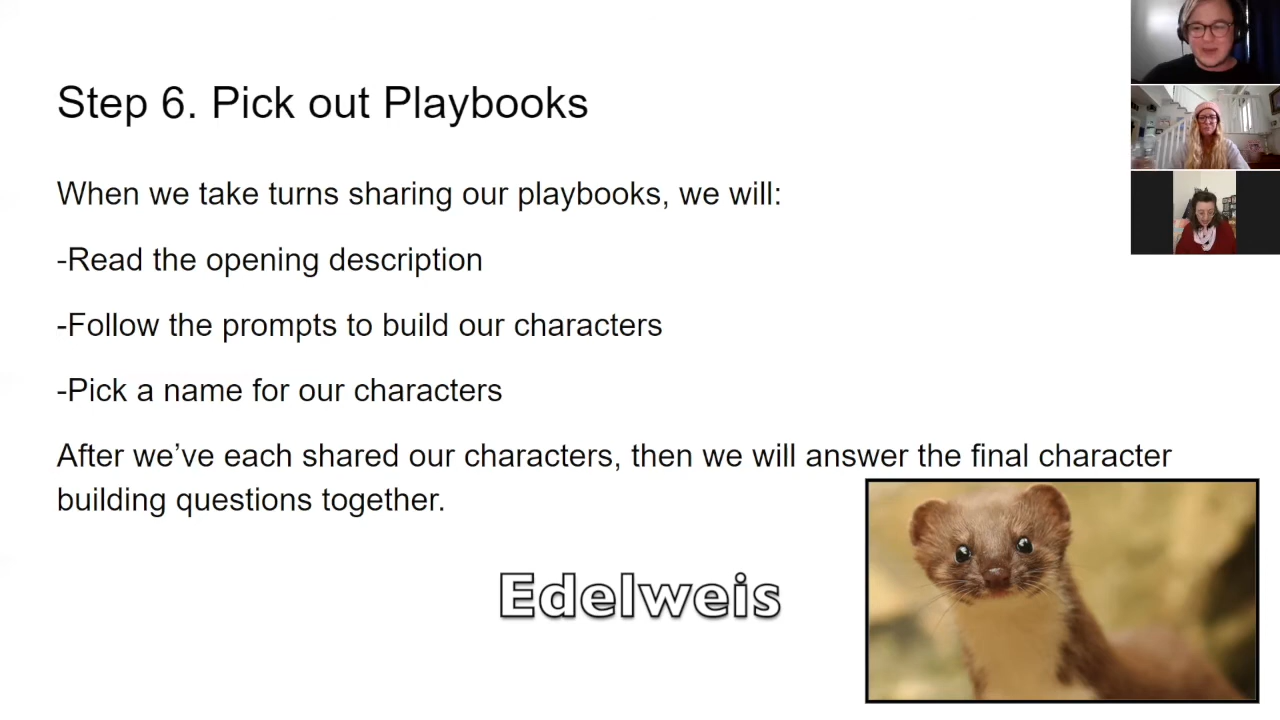 Step 6. Pick out Playbooks
When we take turns sharing our playbooks, we will:
-Read the opening description
-Follow the prompts to build our characters
-Pick a name for our characters
After we’ve each shared our characters, then we will answer the final character
building questions together.
Edelweis